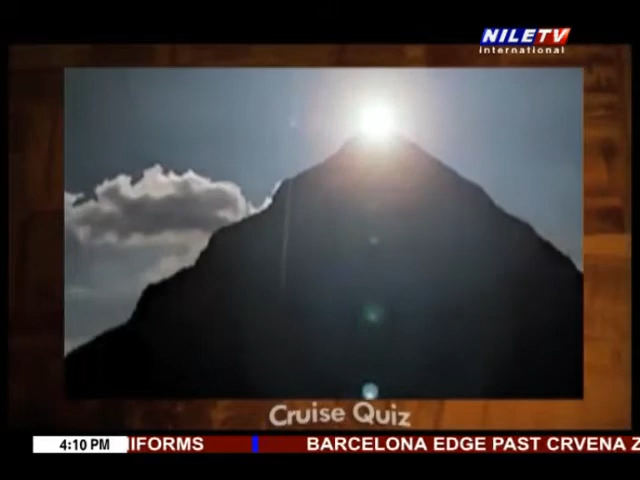 NILETV
international
Cruise Quiz
4:10 PM IFORMS BARCELONA EDGE PAST CRVENA Z